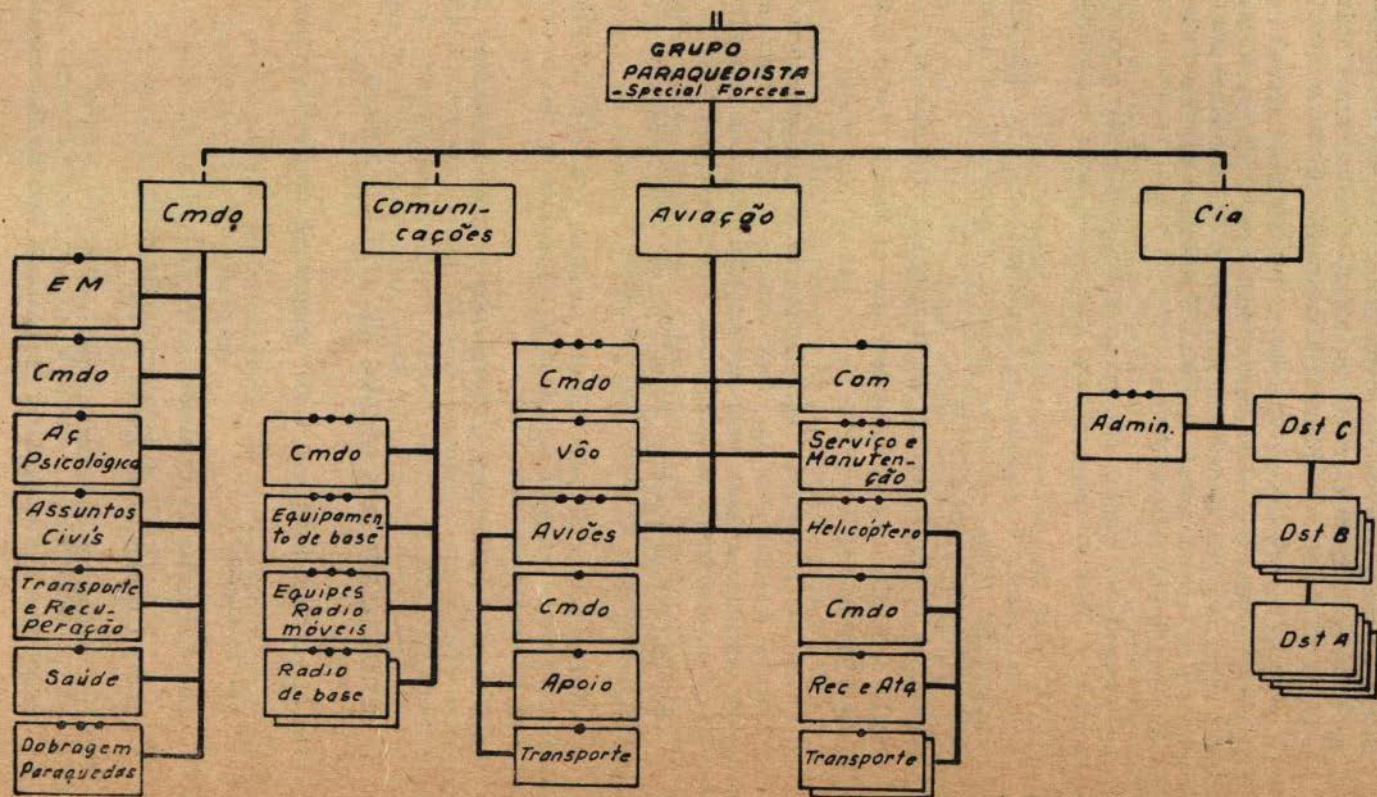 GRUPO
PARAQUEDISTA
-Special Forces-
Cmdo
Comuni-
cações
Aviação
Cia
EM
Cmdo
Aç
Psicológica
Assuntos
Civis
Transporte
e Recu-
peração
Saúde
Dobragem
Paraquedas
Cmdo
Equipamen-
to de base
Equipes
Radio
móveis
Radio
de base
Cmdo
Vôo
Aviões
Cmdo
Apoio
Transporte
Com
Serviço e
Manuten-
ção
Helicóptero
Cmdo
Rec e Atq
Transporte
Admin.
Dst C
Dst B
Dst A